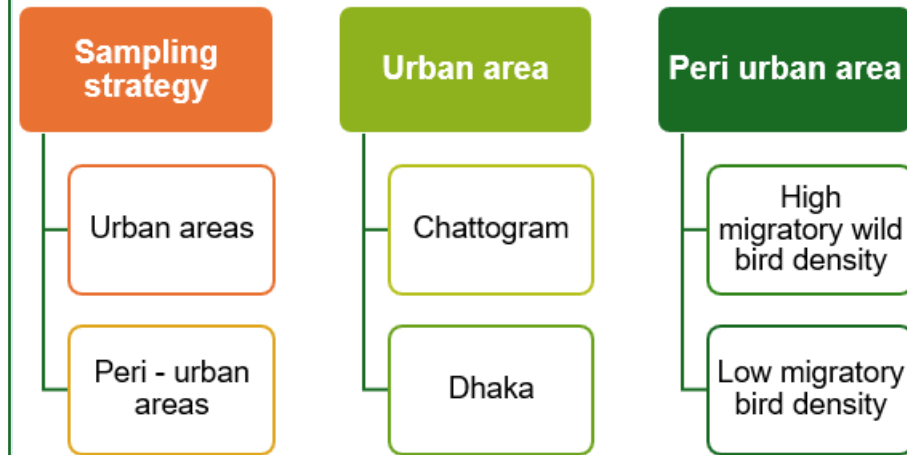 Sampling
strategy
Urban areas
Peri - urban
areas
Urban area
Chattogram
Dhaka
Peri urban area
High
migratory wild
bird density
Low migratory
bird density